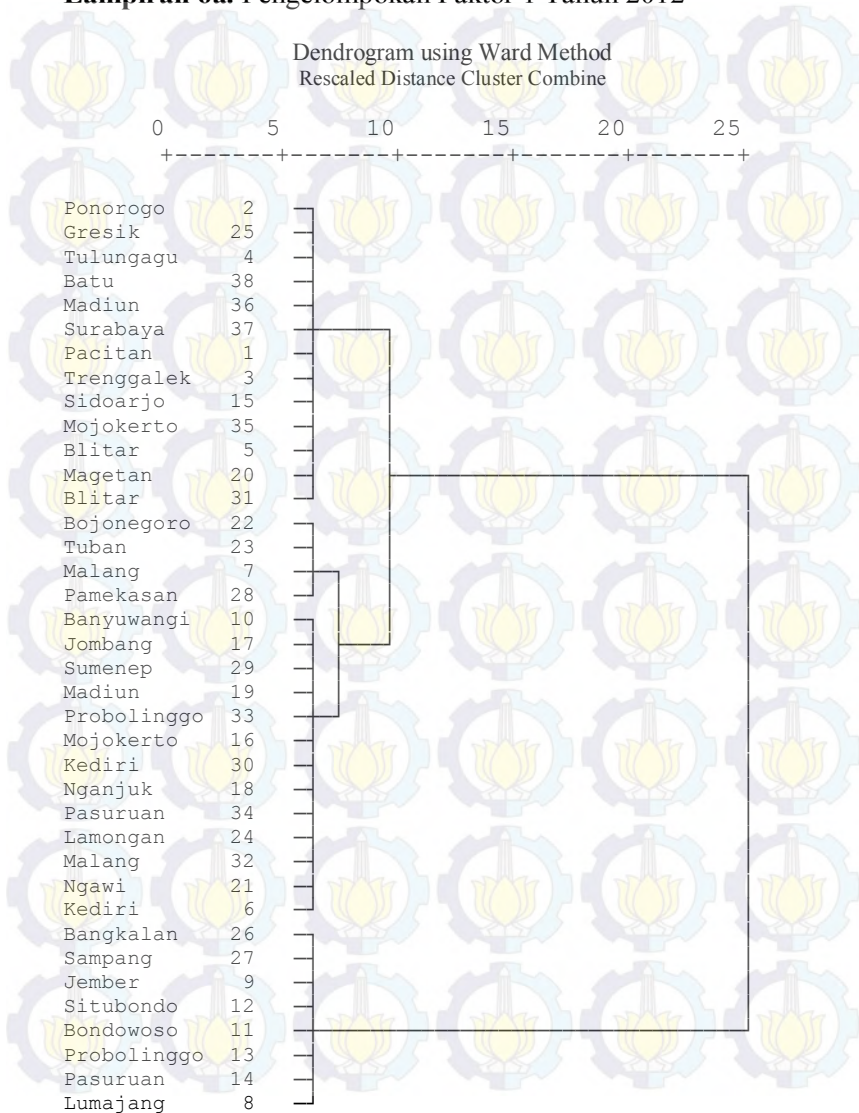 Lampiran 6a. Pengelompokan Faktor 1 Tahun 2012
Dendrogram using Ward Method
Rescaled Distance Cluster Combine
0 5 10 15 20 25
+---------+---------+---------+---------+---------+
Ponorogo 2
Gresik 25
Tulungagu 4
Batu 38
Madiun 36
Surabaya 37
Pacitan 1
Trenggalek 3
Sidoarjo 15
Mojokerto 35
Blitar 5
Magetan 20
Blitar 31
Bojonegoro 22
Tuban 23
Malang 7
Pamekasan 28
Banyuwangi 10
Jombang 17
Sumenep 29
Madiun 19
Probolinggo 33
Mojokerto 16
Kediri 30
Nganjuk 18
Pasuruan 34
Lamongan 24
Malang 32
Ngawi 21
Kediri 6
Bangkalan 26
Sampang 27
Jember 9
Situbondo 12
Bondowoso 11
Probolinggo 13
Pasuruan 14
Lumajang 8